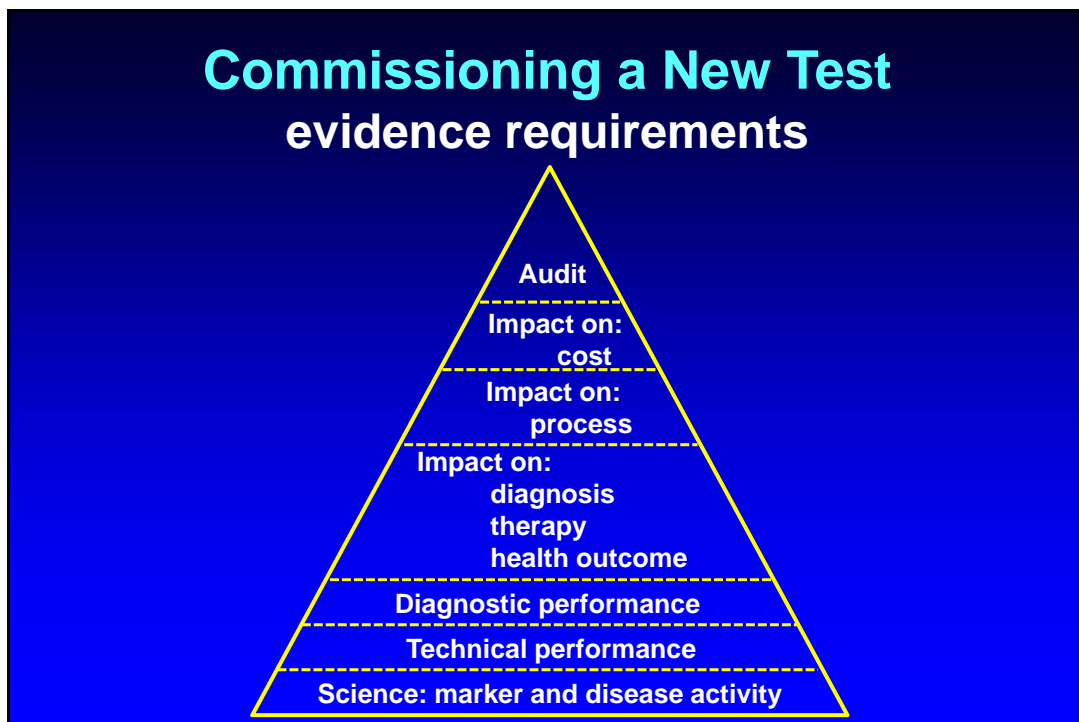 Commissioning a New Test
evidence requirements
Audit
Impact on:
cost
Impact on:
process
Impact on:
diagnosis
therapy
health outcome
Diagnostic performance
Technical performance
Science: marker and disease activity